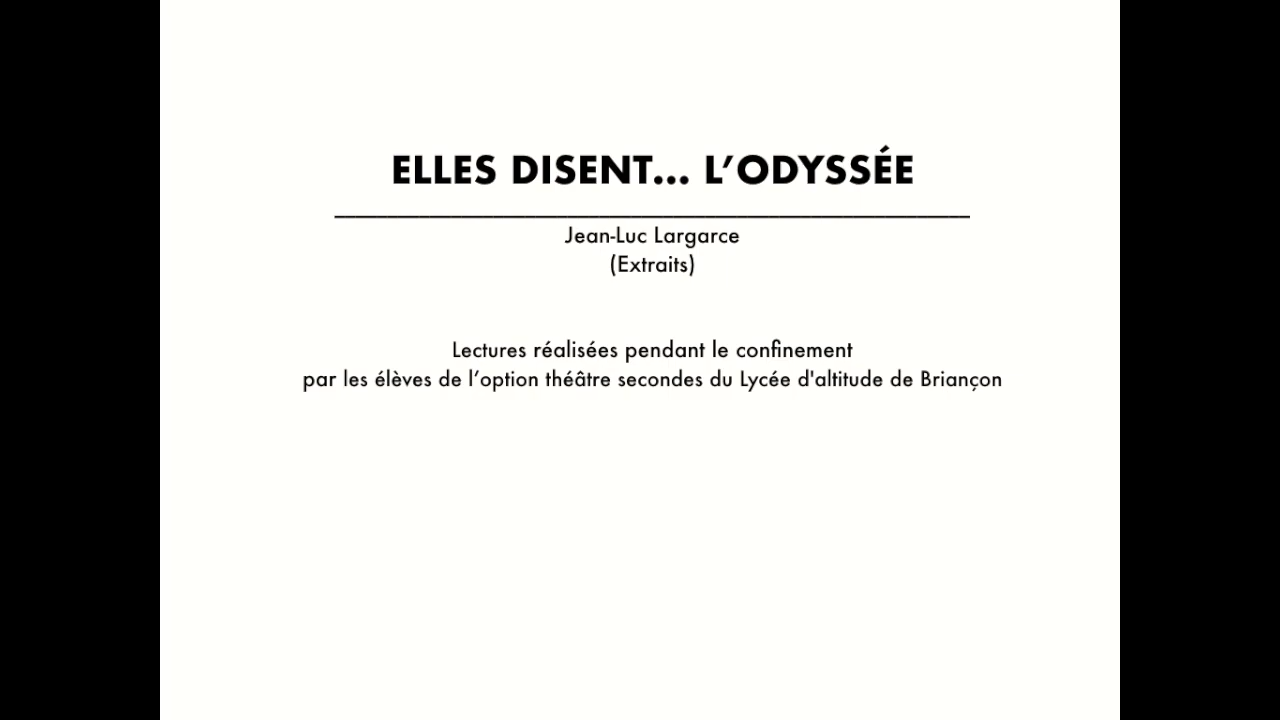 ELLES DISENT... L’ODYSSÉE
Jean-Luc Largarce
(Extraits)
Lectures réalisées pendant le confinement
par les élèves de l’option théâtre secondes du Lycée d'altitude de Briançon